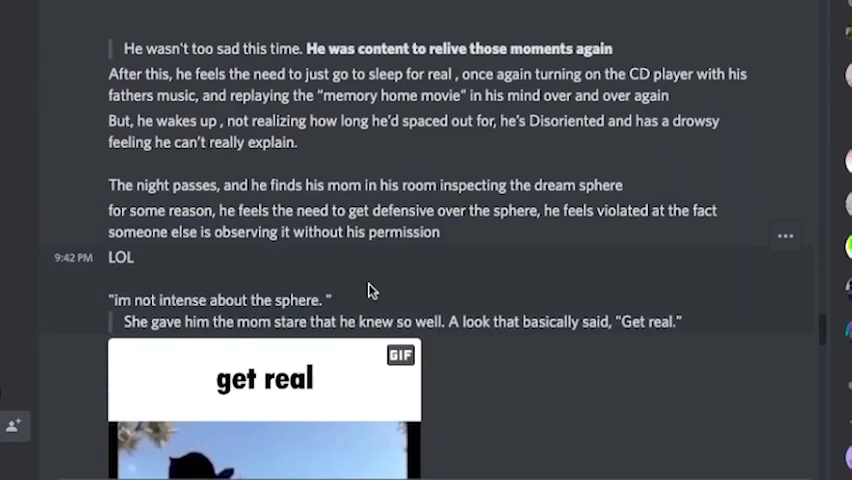 He wasn't too sad this time. He was content to relive those moments again
After this, he feels the need to just go to sleep for real , once again turning on the CD player with his
fathers music, and replaying the “memory home movie” in his mind over and over again
But, he wakes up , not realizing how long he’d spaced out for, he’s Disoriented and has a drowsy
feeling he can’t really explain.
The night passes, and he finds his mom in his room inspecting the dream sphere
for some reason, he feels the need to get defensive over the sphere, he feels violated at the fact
someone else is observing it without his permission
9:42 PM LOL
"im not intense about the sphere. "
She gave him the mom stare that he knew so well. A look that basically said, "Get real."
GIF
get real